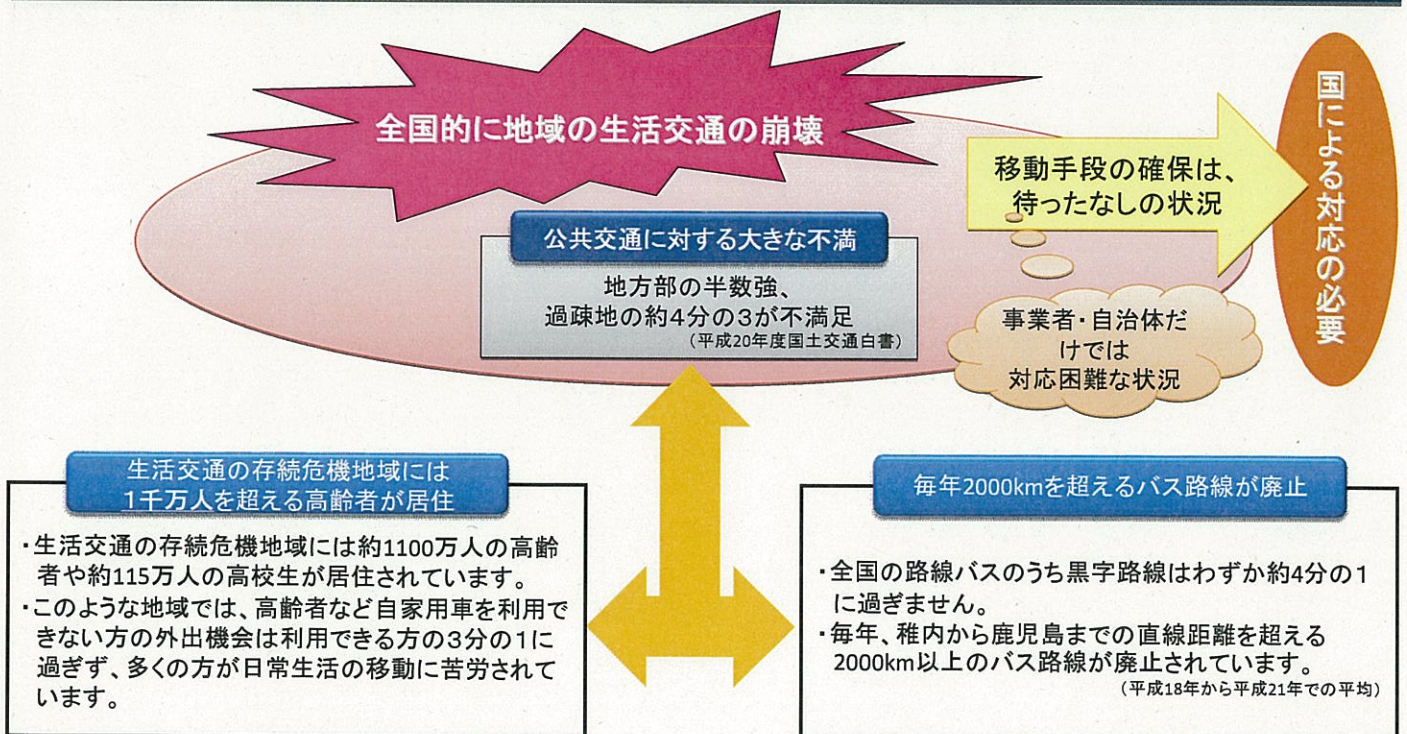 全国的に地域の生活交通の崩壊
移動手段の確保は、
待ったなしの状況
国による対応の必要
公共交通に対する大きな不満
地方部の半数強、
過疎地の約4分の3が不満足
(平成20年度国土交通白書)
事業者・自治体だ
けでは
対応困難な状況
生活交通の存続危機地域には
1千万人を超える高齢者が居住
・生活交通の存続危機地域には約1100万人の高齢
者や約115万人の高校生が居住されています。
・このような地域では、高齢者など自家用車を利用で
きない方の外出機会は利用できる方の3分の1に
過ぎず、多くの方が日常生活の移動に苦労されて
います。
毎年2000kmを超えるバス路線が廃止
・全国の路線バスのうち黒字路線はわずか約4分の1
に過ぎません。
・毎年、稚内から鹿児島までの直線距離を超える
2000km以上のバス路線が廃止されています。
(平成18年から平成21年での平均)